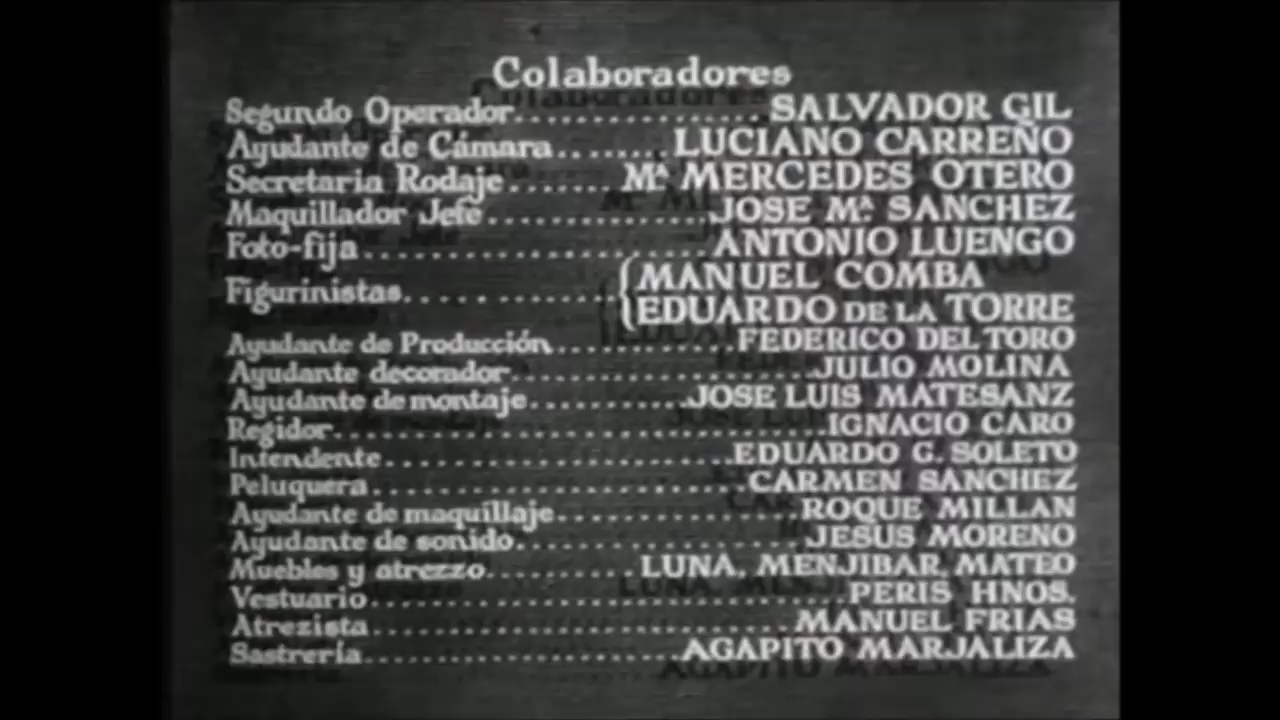 Colaboradores
Segundo Operador................SALVADOR GIL
Ayudante de Cámara........LUCIANO CARREÑO
Secretaria Rodaje.......Mª MERCEDES OTERO
Maquillador Jefe................JOSE Mª SANCHEZ
Foto-fija........................ANTONIO LUENGO
Figurinistas...............{MANUEL COMBA
{EDUARDO DE LA TORRE
Ayudante de Producción.............FEDERICO DEL TORO
Ayudante decorador.....................JULIO MOLINA
Ayudante de montaje...........JOSE LUIS MATESANZ
Regidor...................................IGNACIO CARO
Intendente.........................EDUARDO G. SOLETO
Peluquera..........................CARMEN SANCHEZ
Ayudante de maquillaje.................ROQUE MILLAN
Ayudante de sonido....................JESUS MORENO
Muebles y atrezzo..........LUNA, MENJIBAR, MATEO
Vestuario.................................PERIS HNOS.
Atrezista..............................MANUEL FRIAS
Sastrería.......................AGAPITO MARJALIZA